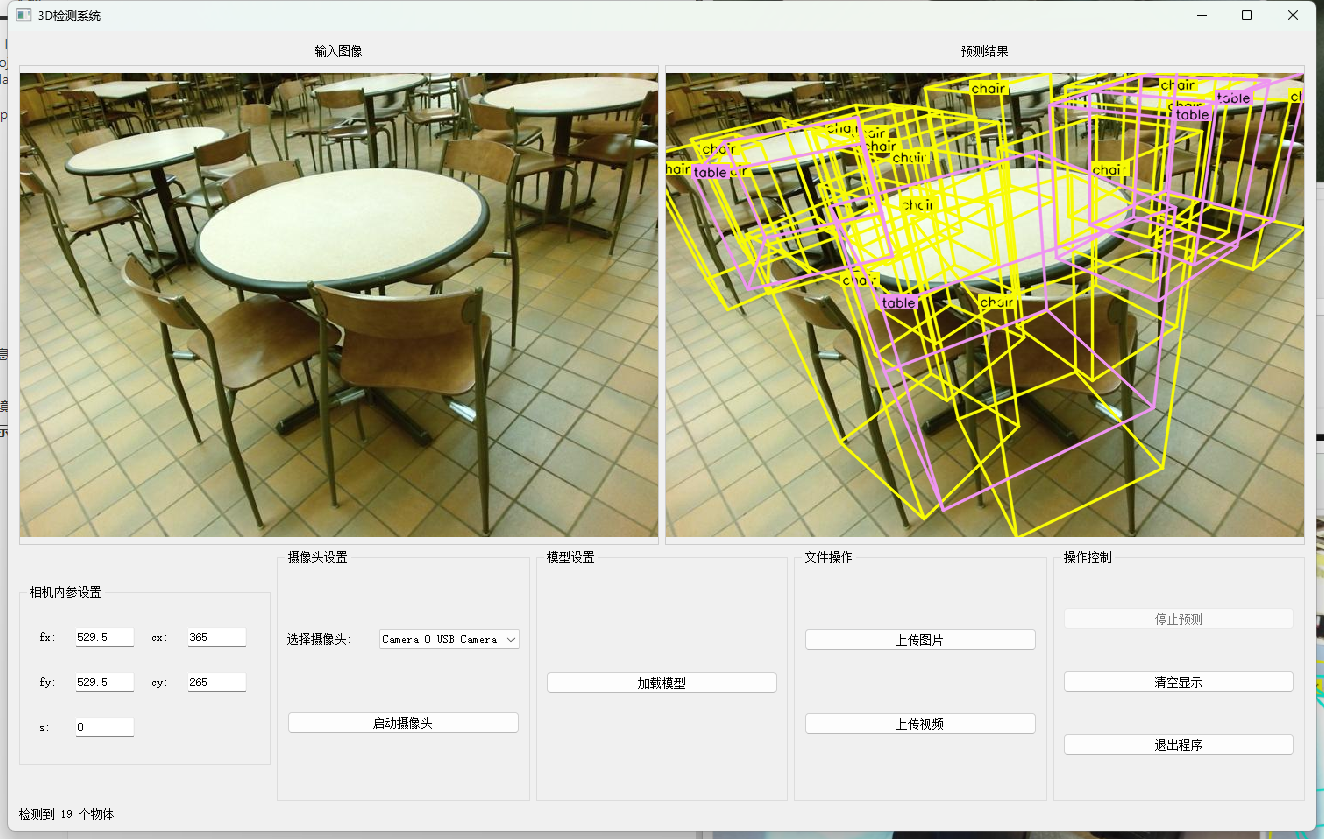 3D检测系统
输入图像
预测结果
chair
chair
chair
table
table
chair
chair
chair
chair
chair
table
chair
chair
chair
table
chair
相机内参设置
fx: 529.5 cx: 365
fy: 529.5 cy: 265
s: 0
摄像头设置
选择摄像头: Camera 0 USB Camera
启动摄像头
模型设置
加载模型
文件操作
上传图片
上传视频
操作控制
停止预测
清空显示
退出程序
检测到 19 个物体